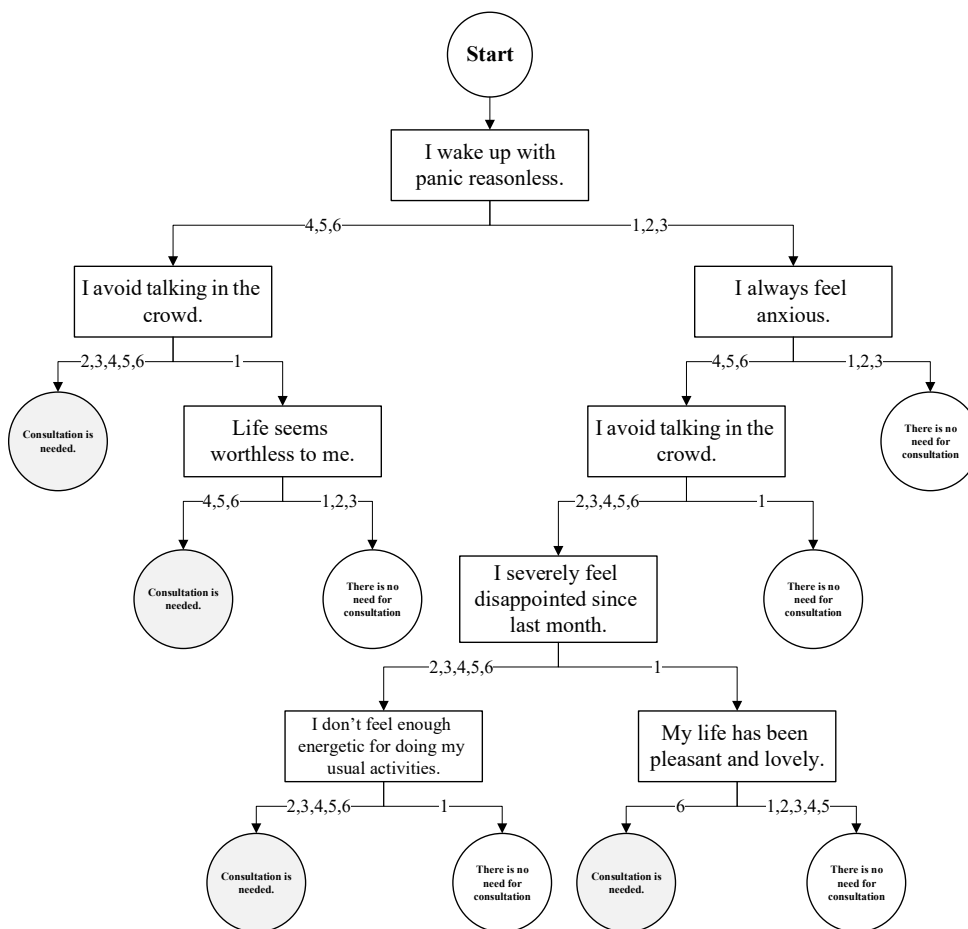 Start
I wake up with
panic reasonless.
4,5,6
1,2,3
I avoid talking in the
crowd.
I always feel
anxious.
2,3,4,5,6
1
4,5,6
1,2,3
Consultation is
needed.
Life seems
worthless to me.
I avoid talking in the
crowd.
There is no
need for
consultation
4,5,6
1,2,3
2,3,4,5,6
1
Consultation is
needed.
There is no
need for
consultation
I severely feel
disappointed since
last month.
There is no
need for
consultation
2,3,4,5,6
1
I don’t feel enough
energetic for doing my
usual activities.
My life has been
pleasant and lovely.
2,3,4,5,6
1
6
1,2,3,4,5
Consultation is
needed.
There is no
need for
consultation
Consultation is
needed.
There is no
need for
consultation